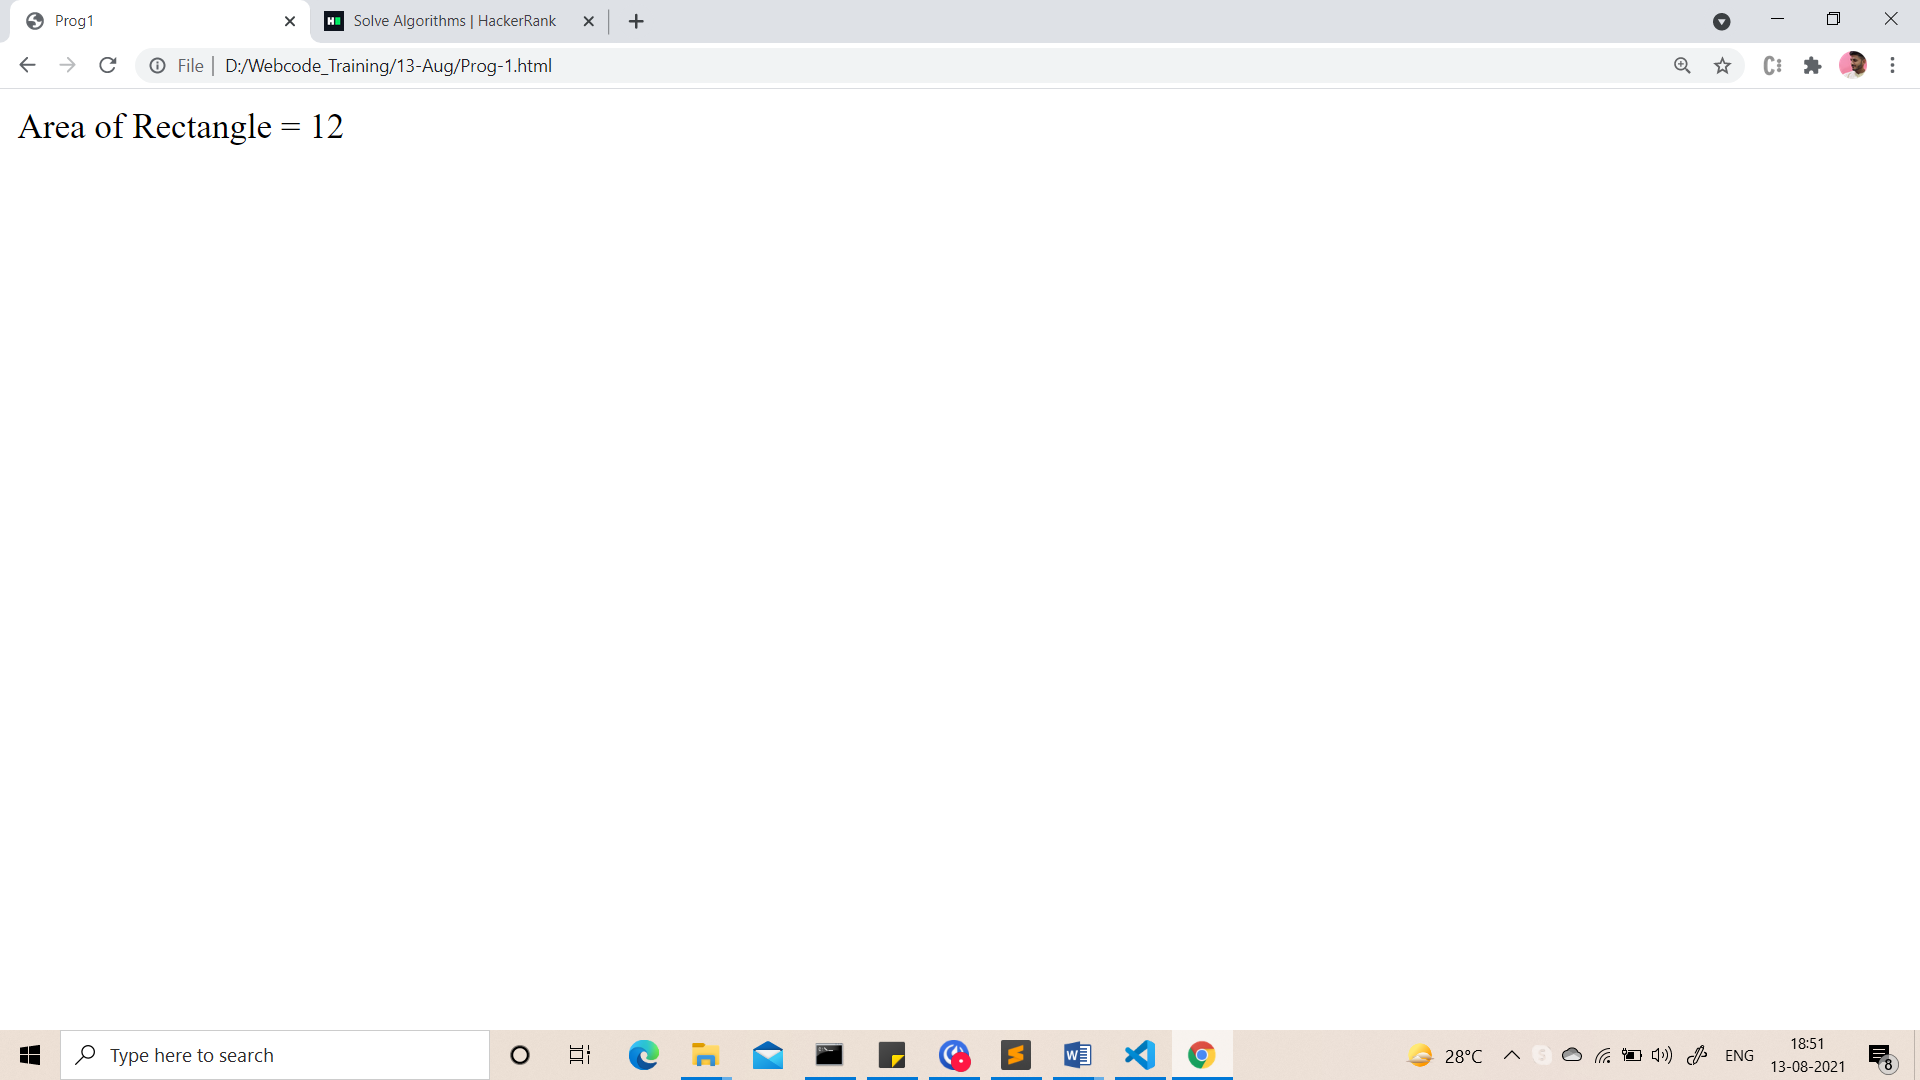 Prog1
Solve Algorithms | HackerRank
File | D:/Webcode_Training/13-Aug/Prog-1.html
Area of Rectangle = 12
Type here to search
28°C
ENG
18:51
13-08-2021
8